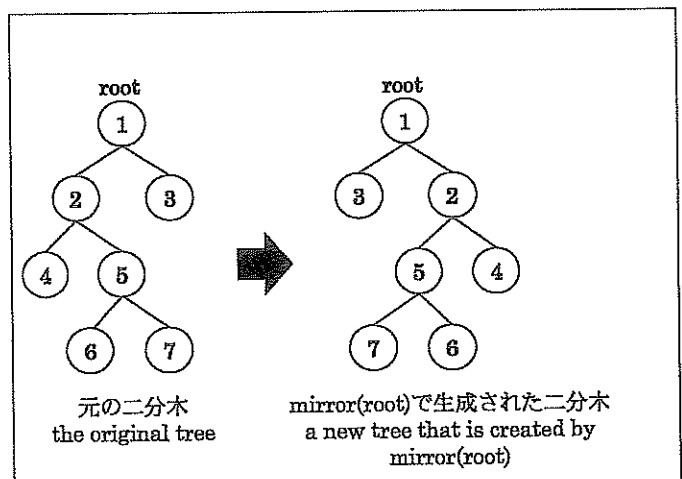 root
1
2 3
4 5
6 7
元の二分木
the original tree
root
1
3 2
5 4
7 6
mirror(root)で生成された二分木
a new tree that is created by
mirror(root)